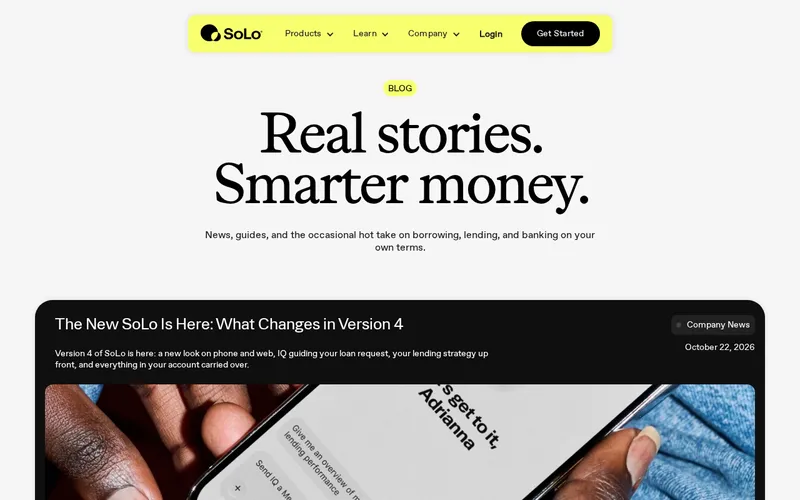 SoLo
Products
Learn
Company
Login
Get Started
BLOG
Real stories.
Smarter money.
News, guides, and the occasional hot take on borrowing, lending, and banking on your
own terms.
The New SoLo Is Here: What Changes in Version 4
Company News
October 22, 2026
Version 4 of SoLo is here: a new look on phone and web, IQ guiding your loan request, your lending strategy up
front, and everything in your account carried over.
get to it,
Adrianna
Give me an overview of
lending performance
Send IQ a